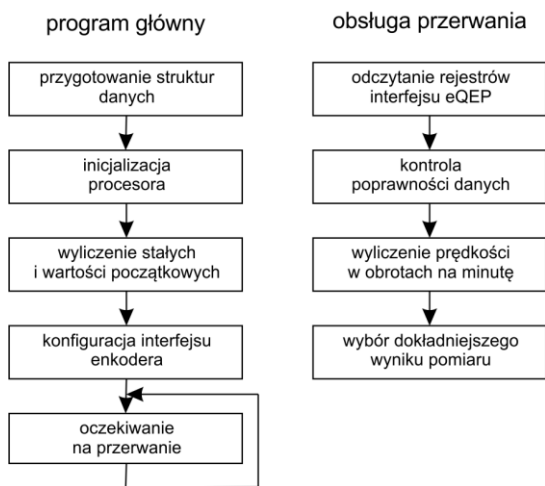 program główny
przygotowanie struktur
danych
inicjalizacja
procesora
wyliczenie stałych
i wartości początkowych
konfiguracja interfejsu
enkodera
oczekiwanie
na przerwanie
obsługa przerwania
odczytanie rejestrów
interfejsu eQEP
kontrola
poprawności danych
wyliczenie prędkości
w obrotach na minutę
wybór dokładniejszego
wyniku pomiaru